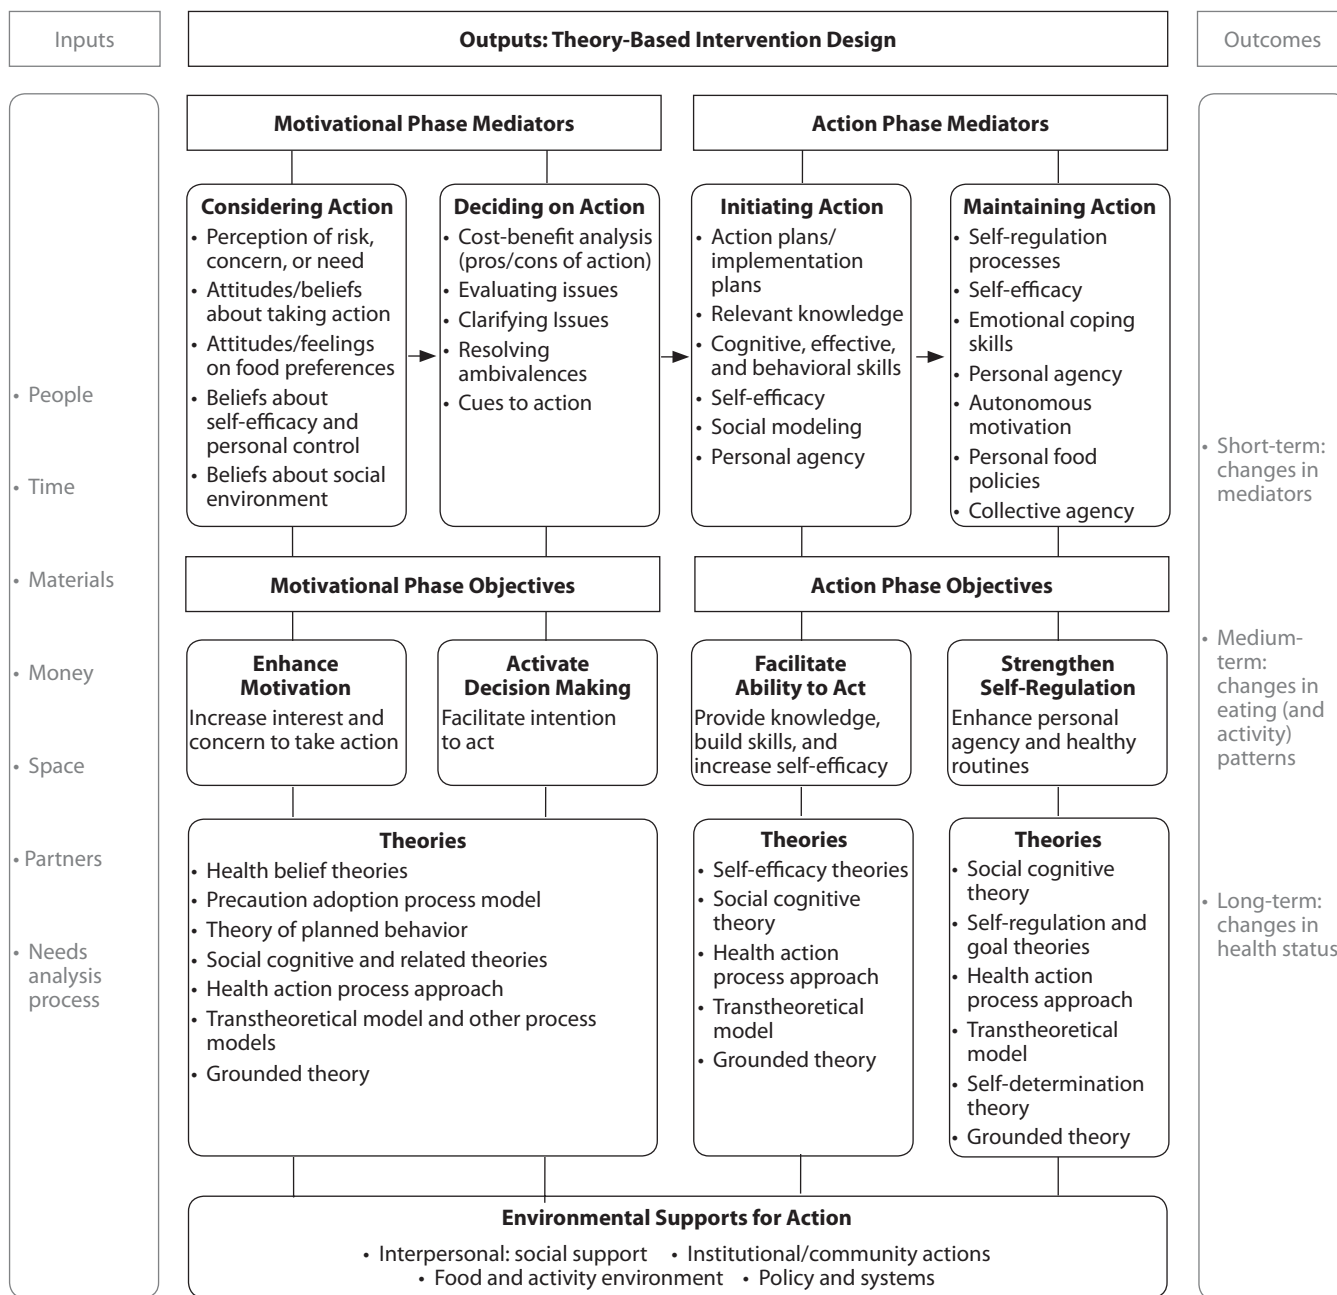 Inputs
Outputs: Theory-Based Intervention Design
Outcomes
• People
• Time
• Materials
• Money
• Space
• Partners
• Needs
analysis
process
Motivational Phase Mediators
Action Phase Mediators
Considering Action
• Perception of risk,
concern, or need
• Attitudes/beliefs
about taking action
• Attitudes/feelings
on food preferences
• Beliefs about
self-efficacy and
personal control
• Beliefs about social
environment
Deciding on Action
• Cost-benefit analysis
(pros/cons of action)
• Evaluating issues
• Clarifying Issues
• Resolving
ambivalences
• Cues to action
Initiating Action
• Action plans/
implementation
plans
• Relevant knowledge
• Cognitive, effective,
and behavioral skills
• Self-efficacy
• Social modeling
• Personal agency
Maintaining Action
• Self-regulation
processes
• Self-efficacy
• Emotional coping
skills
• Personal agency
• Autonomous
motivation
• Personal food
policies
• Collective agency
Motivational Phase Objectives
Action Phase Objectives
Enhance
Motivation
Increase interest and
concern to take action
Activate
Decision Making
Facilitate intention
to act
Facilitate
Ability to Act
Provide knowledge,
build skills, and
increase self-efficacy
Strengthen
Self-Regulation
Enhance personal
agency and healthy
routines
Theories
• Health belief theories
• Precaution adoption process model
• Theory of planned behavior
• Social cognitive and related theories
• Health action process approach
• Transtheoretical model and other process
models
• Grounded theory
Theories
• Self-efficacy theories
• Social cognitive
theory
• Health action
process approach
• Transtheoretical
model
• Grounded theory
Theories
• Social cognitive
theory
• Self-regulation and
goal theories
• Health action
process approach
• Transtheoretical
model
• Self-determination
theory
• Grounded theory
Environmental Supports for Action
• Interpersonal: social support • Institutional/community actions
• Food and activity environment • Policy and systems
• Short-term:
changes in
mediators
• Medium-
term:
changes in
eating (and
activity)
patterns
• Long-term:
changes in
health status